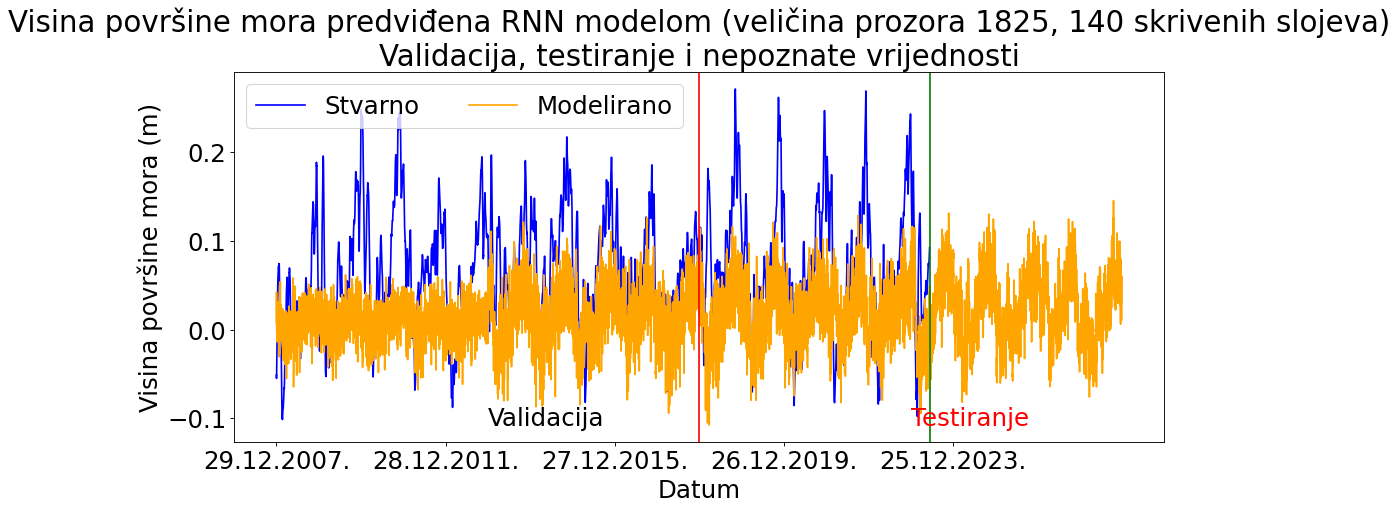 Visina površine mora predviđena RNN modelom (veličina prozora 1825, 140 skrivenih slojeva)
Validacija, testiranje i nepoznate vrijednosti
Stvarno
Modelirano
Visina površine mora (m)
0.2
0.1
0.0
−0.1
Validacija
Testiranje
29.12.2007.
28.12.2011.
27.12.2015.
26.12.2019.
25.12.2023.
Datum